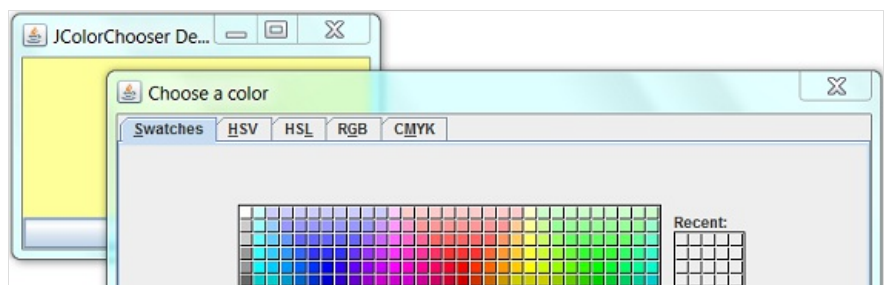 JColorChooser De...
Choose a color
Swatches HSV HSL RGB CMYK
Recent: